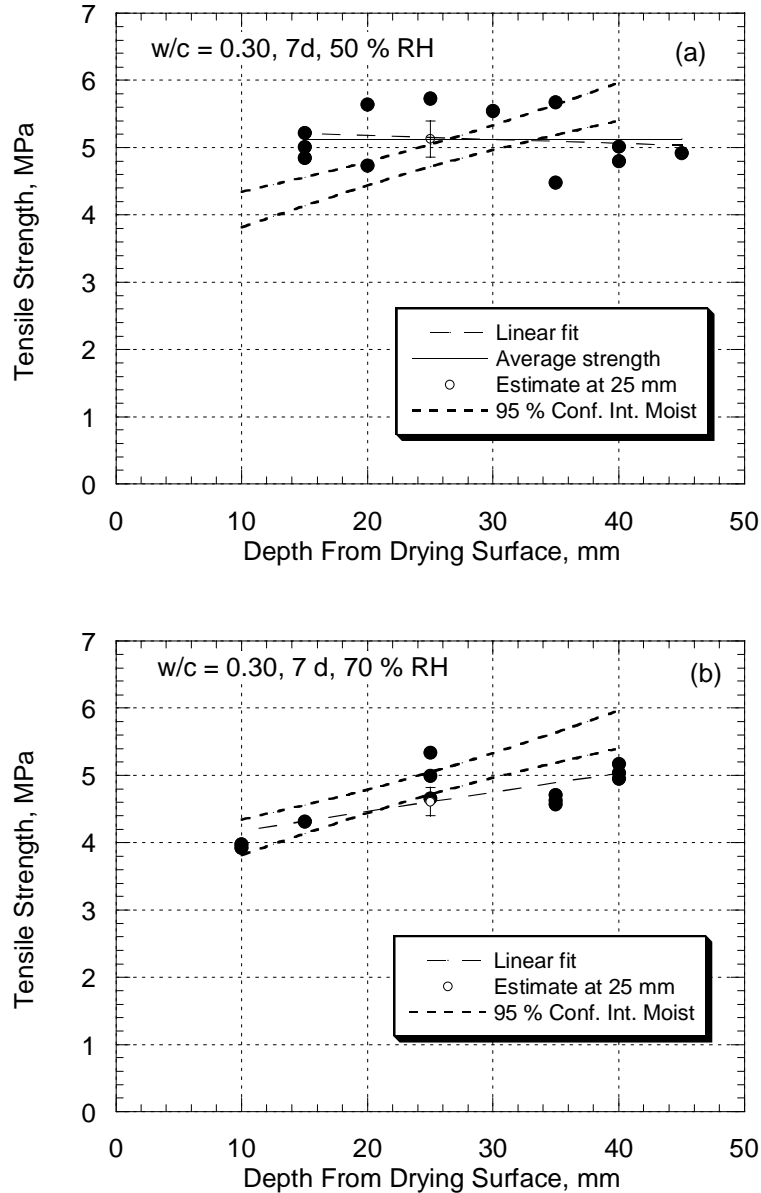 7
w/c = 0.30, 7d, 50 % RH
(a)
6
5
4
3
2
1
0
Tensile Strength, MPa
Linear fit
Average strength
Estimate at 25 mm
95 % Conf. Int. Moist
0 10 20 30 40 50
Depth From Drying Surface, mm
7
w/c = 0.30, 7 d, 70 % RH
(b)
6
5
4
3
2
1
0
Tensile Strength, MPa
Linear fit
Estimate at 25 mm
95 % Conf. Int. Moist
0 10 20 30 40 50
Depth From Drying Surface, mm